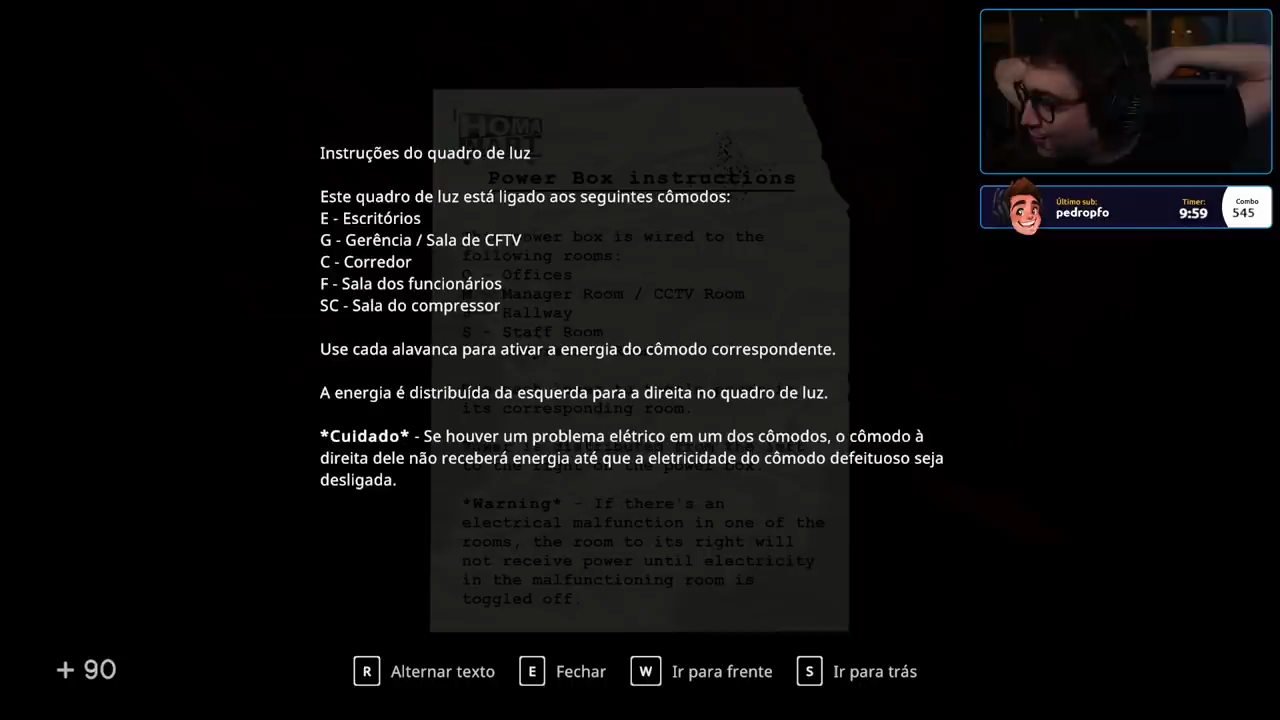 Instruções do quadro de luz
Este quadro de luz está ligado aos seguintes cômodos:
E - Escritórios
G - Gerência / Sala de CFTV
C - Corredor
F - Sala dos funcionários
SC - Sala do compressor
Use cada alavanca para ativar a energia do cômodo correspondente.
A energia é distribuída da esquerda para a direita no quadro de luz.
*Cuidado* - Se houver um problema elétrico em um dos cômodos, o cômodo à
direita dele não receberá energia até que a eletricidade do cômodo defeituoso seja
desligada.
HOMA
Power Box instructions
power box is wired to the
following rooms:
Offices
Manager Room / CCTV Room
Hallway
S - Staff Room
its corresponding room.
to the right on the power box.
*Warning* - If there's an
electrical malfunction in one of the
rooms, the room to its right will
not receive power until electricity
in the malfunctioning room is
toggled off.
Último sub:
pedropfo
Timer:
9:59
Combo
545
+ 90
R Alternar texto
E Fechar
W Ir para frente
S Ir para trás